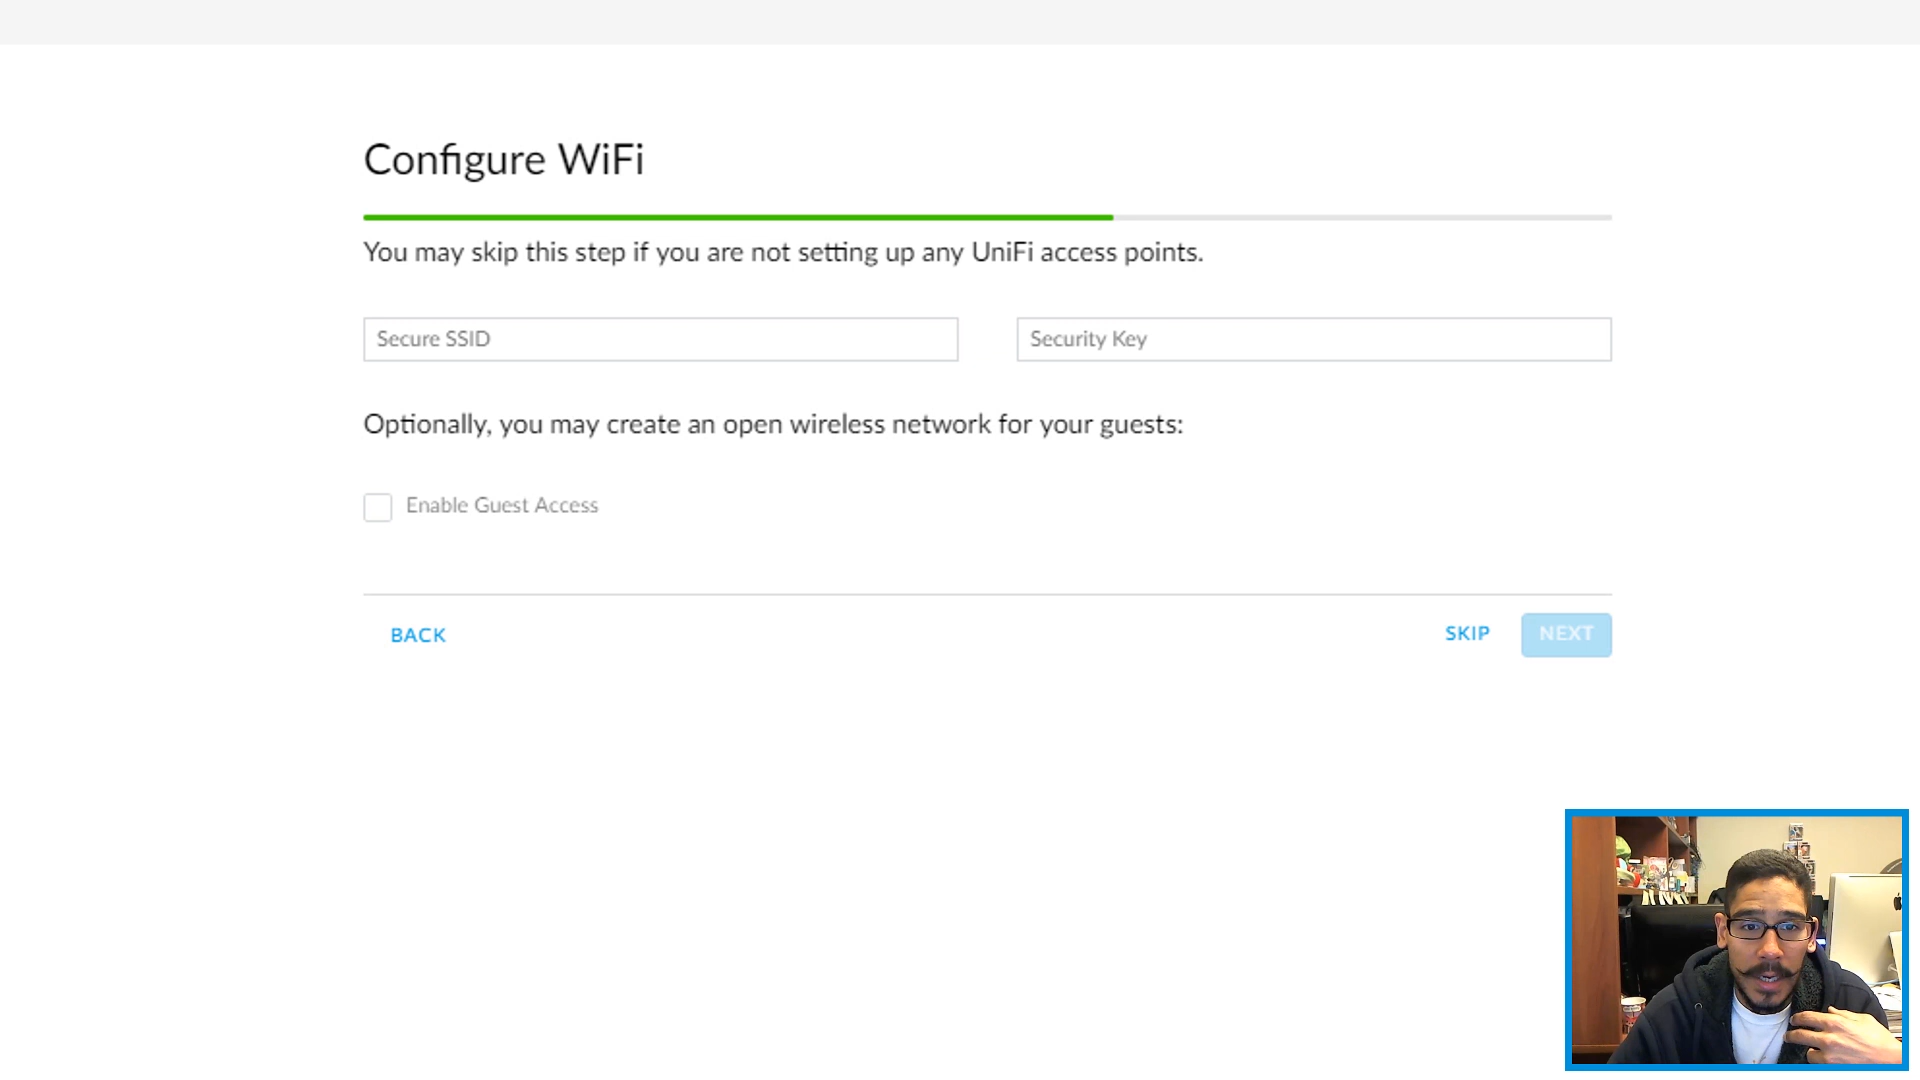 Configure WiFi
You may skip this step if you are not setting up any UniFi access points.
Secure SSID
Security Key
Optionally, you may create an open wireless network for your guests:
Enable Guest Access
BACK
SKIP
NEXT